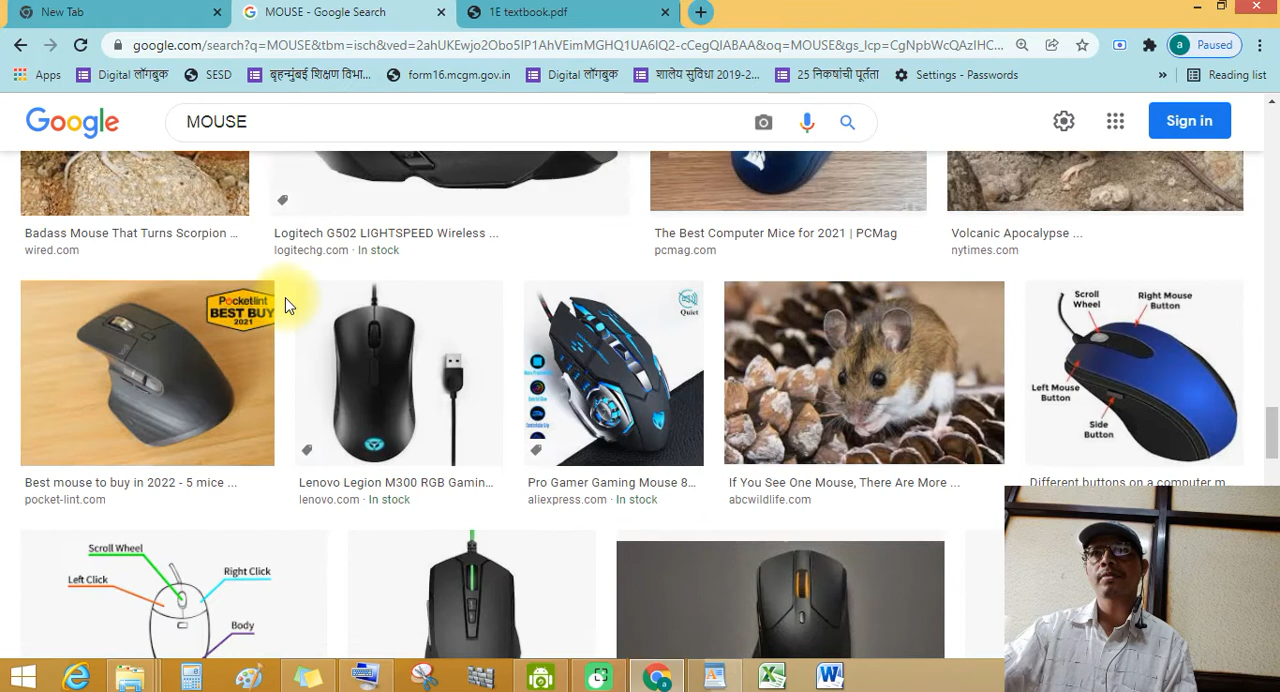 New Tab
MOUSE - Google Search
1E textbook.pdf
google.com/search?q=MOUSE&tbm=isch&ved=2ahUKEwjo2Obo5IP1AhVEimMGHQ1UA6IQ2-cCegQIABAA&oq=MOUSE&gs_lcp=CgNpbWcQAzIHC...
a Paused
Apps
Digital लॉगबुक
SESD
बृहन्मुंबई शिक्षण विभा...
form16.mcgm.gov.in
Digital लॉगबुक
शालेय सुविधा 2019-2...
25 निकषांची पूर्तता
Settings - Passwords
»
Reading list
Google
MOUSE
Sign in
Badass Mouse That Turns Scorpion ...
wired.com
Logitech G502 LIGHTSPEED Wireless ...
logitechg.com · In stock
The Best Computer Mice for 2021 | PCMag
pcmag.com
Volcanic Apocalypse ...
nytimes.com
Pocketlint
BEST BUY
2021
Quiet
Scroll
Wheel
Right Mouse
Button
Left Mouse
Button
Side
Button
Best mouse to buy in 2022 - 5 mice ...
pocket-lint.com
Lenovo Legion M300 RGB Gamin...
lenovo.com · In stock
Pro Gamer Gaming Mouse 8...
aliexpress.com · In stock
If You See One Mouse, There Are More ...
abcwildlife.com
Different buttons on a computer m
Scroll Wheel
Left Click
Right Click
Body